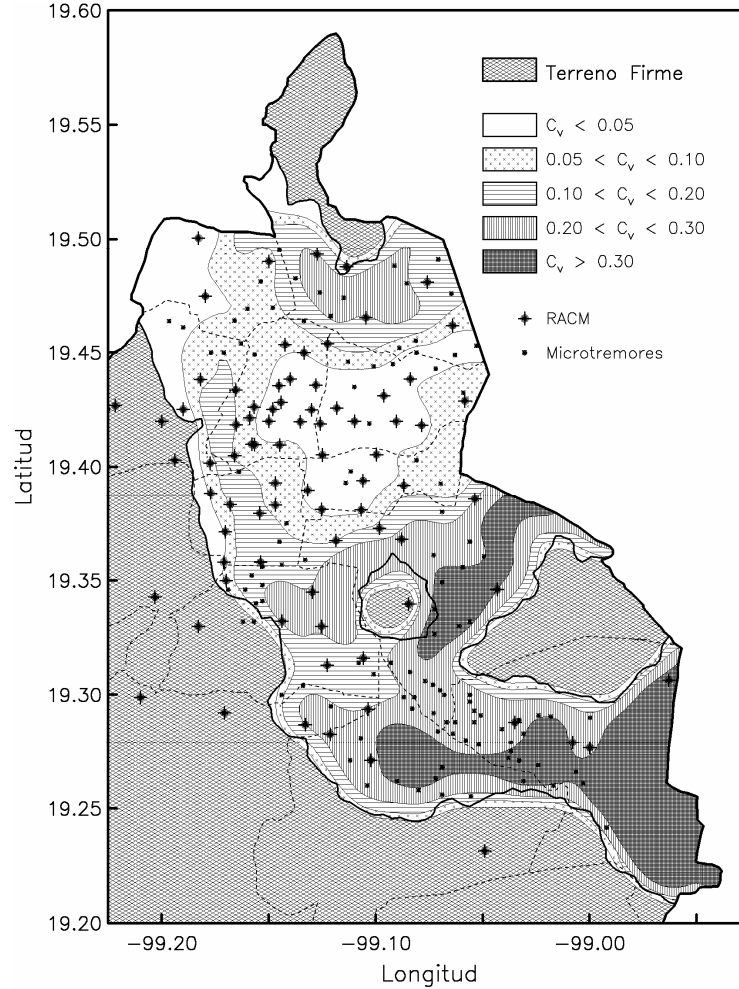 19.60
19.55
19.50
19.45
19.40
19.35
19.30
19.25
19.20
Latitud
Terreno Firme
Cv < 0.05
0.05 < Cv < 0.10
0.10 < Cv < 0.20
0.20 < Cv < 0.30
Cv > 0.30
RACM
Microtremores
−99.20
−99.10
−99.00
Longitud